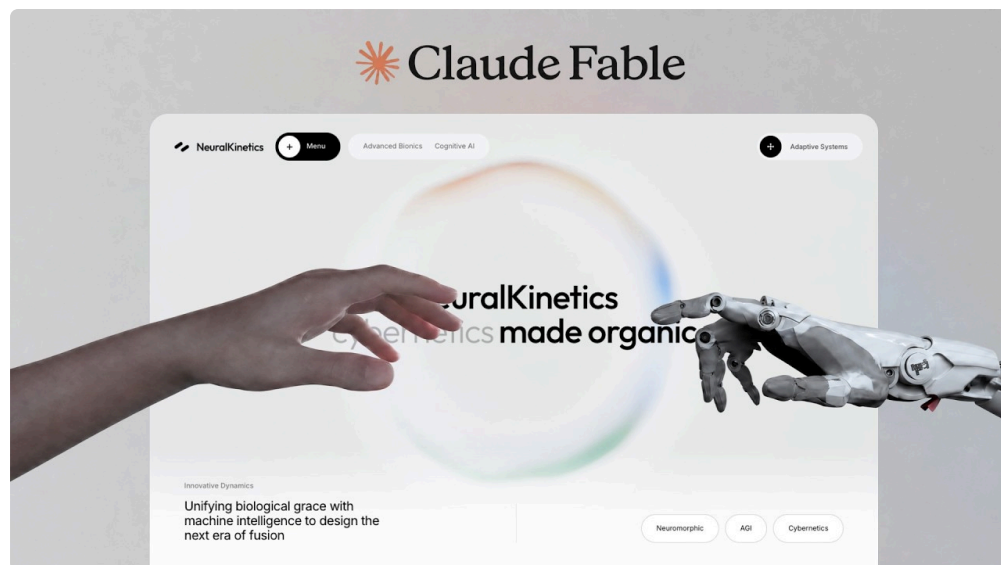 Claude Fable
NeuralKinetics
Menu
Advanced Bionics
Cognitive AI
Adaptive Systems
uralKinetics
cybernetics made organic
Innovative Dynamics
Unifying biological grace with
machine intelligence to design the
next era of fusion
Neuromorphic
AGI
Cybernetics